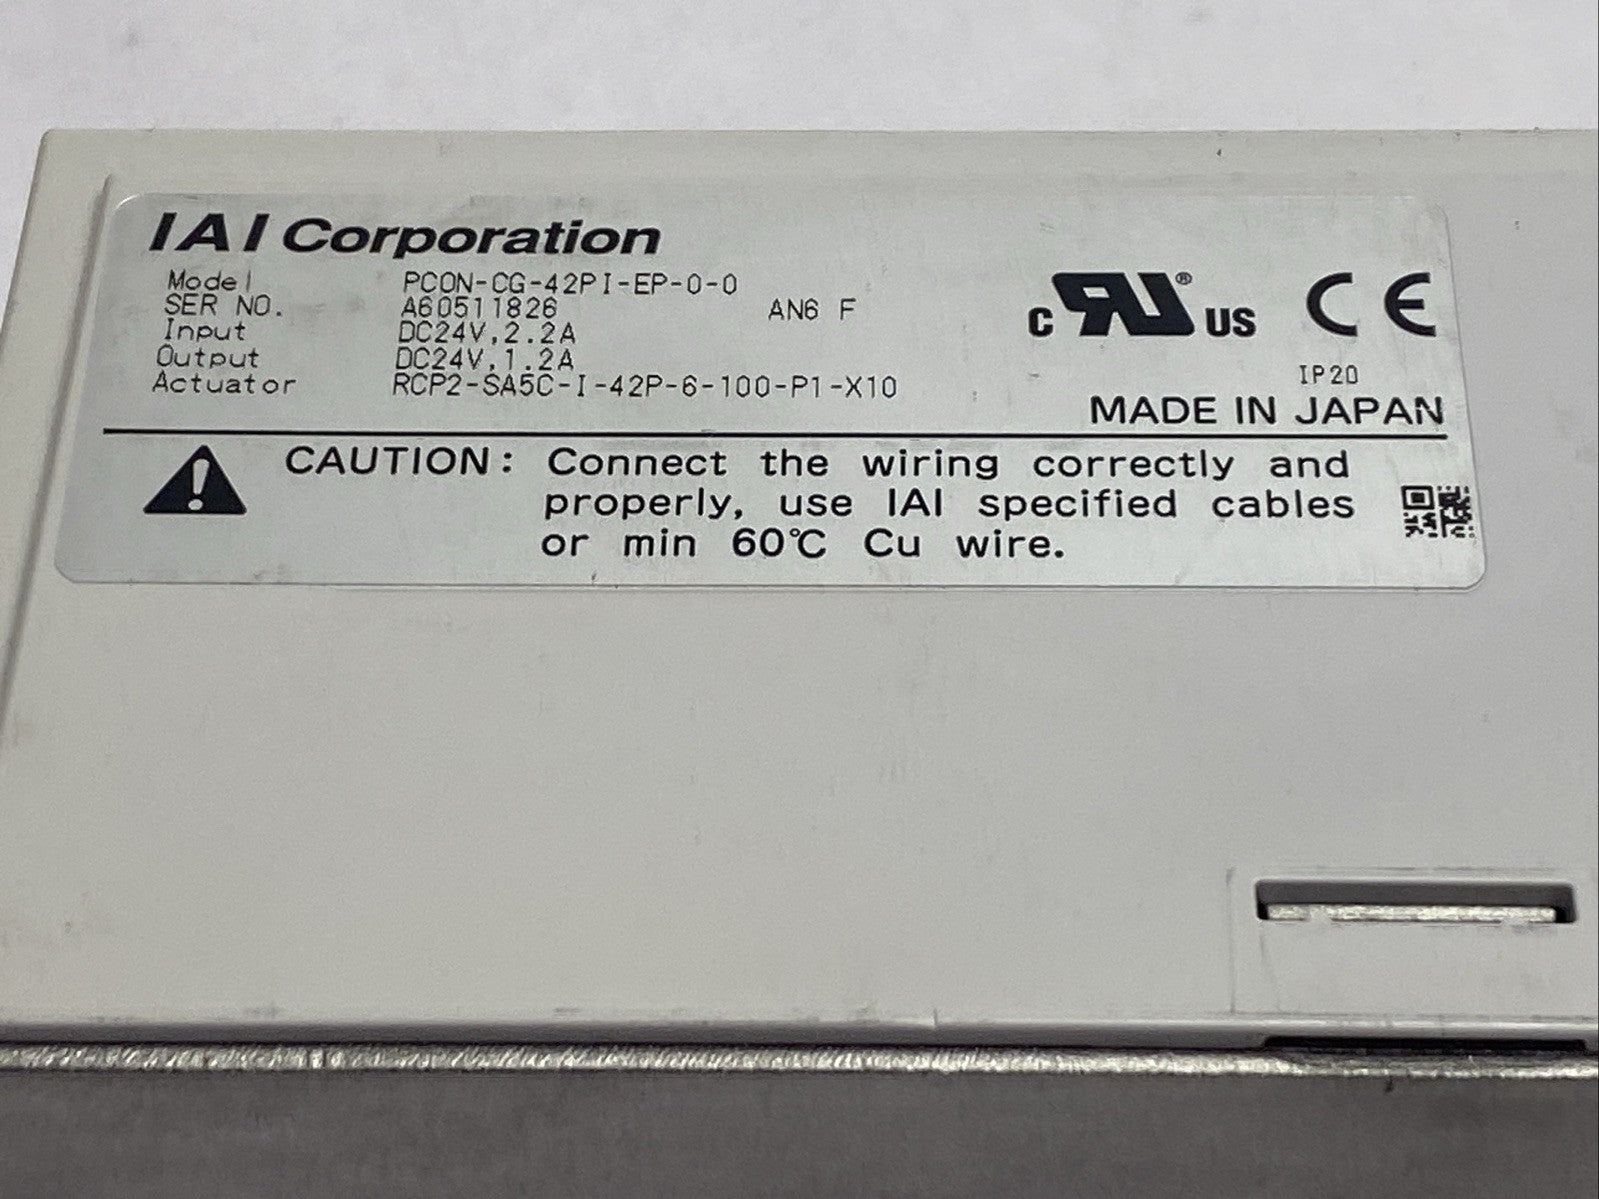 IAI Corporation
Model PCON-CG-42PI-EP-0-0
SER NO. A60511826 AN6 F
Input DC24V,2.2A
Output DC24V,1.2A
Actuator RCP2-SA5C-I-42P-6-100-P1-X10
c RU ® US CE
IP20
MADE IN JAPAN
CAUTION: Connect the wiring correctly and
properly, use IAI specified cables
or min 60℃ Cu wire.